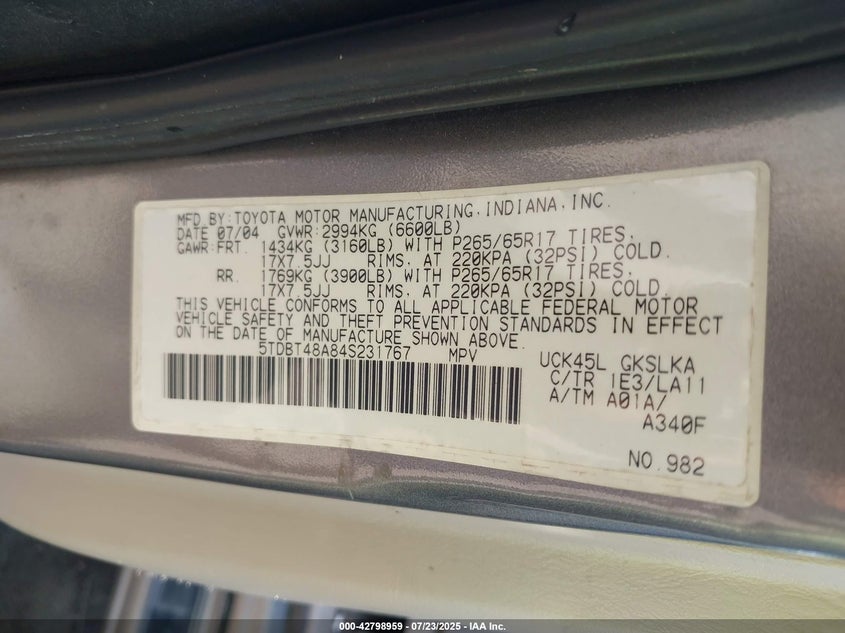 MFD.BY:TOYOTA MOTOR MANUFACTURING,INDIANA,INC.
DATE 07/04 GVWR:2994KG (6600LB)
GAWR:FRT. 1434KG (3160LB) WITH P265/65R17 TIRES.
17X7.5JJ RIMS. AT 220KPA (32PSI) COLD.
RR. 1769KG (3900LB) WITH P265/65R17 TIRES.
17X7.5JJ RIMS. AT 220KPA (32PSI) COLD.
THIS VEHICLE CONFORMS TO ALL APPLICABLE FEDERAL MOTOR
VEHICLE SAFETY AND THEFT PREVENTION STANDARDS IN EFFECT
ON THE DATE OF MANUFACTURE SHOWN ABOVE.
5TDBT48A84S231767 MPV
UCK45L GKSLKA
C/TR 1E3/LA11
A/TM A01A/
A340F
NO.982
000-42798959 - 07/23/2025 - IAA Inc.